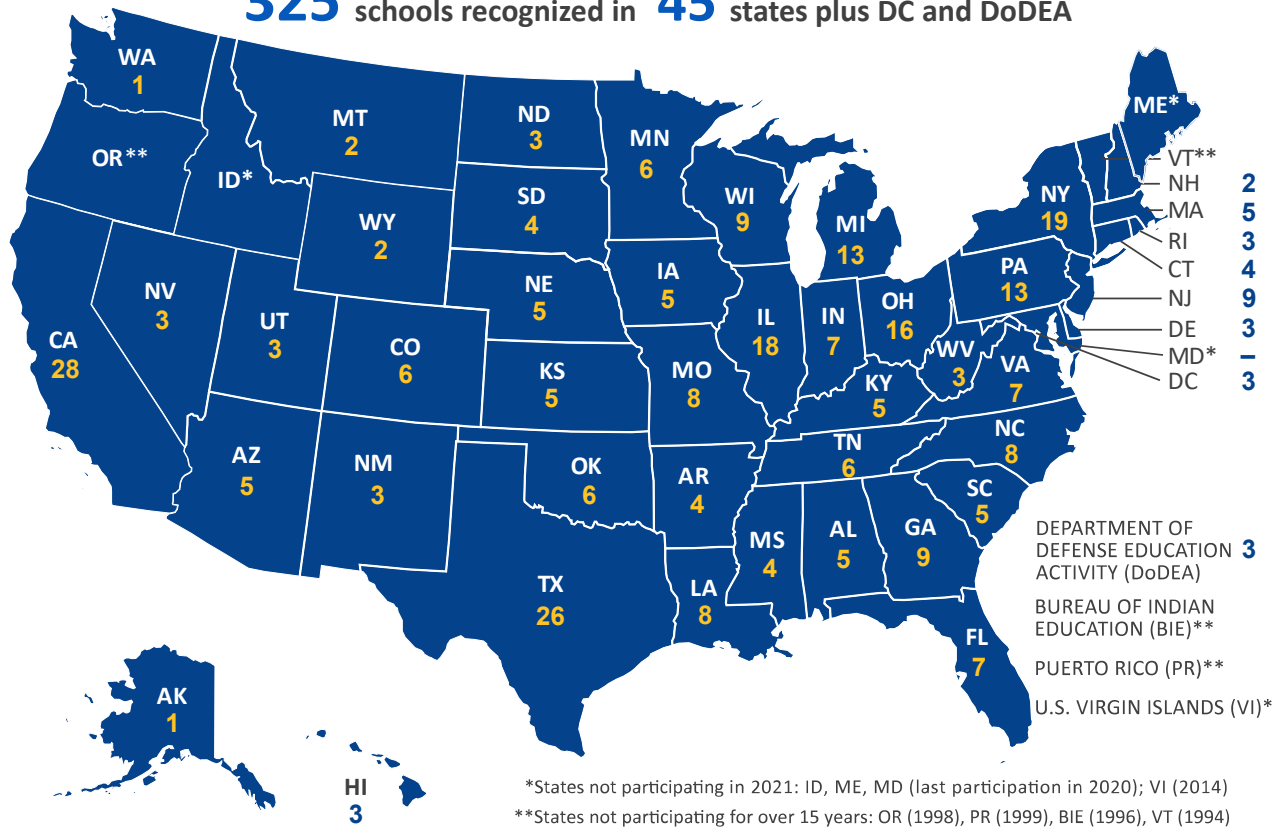 325 schools recognized in 45 states plus DC and DoDEA
WA
1
OR**
ID*
MT
2
ND
3
MN
6
WI
9
MI
13
NY
19
ME*
VT**
NH 2
MA 5
RI 3
CT 4
NJ 9
DE 3
MD* –
DC 3
SD
4
WY
2
NE
5
IA
5
IL
18
IN
7
OH
16
PA
13
WV
3
VA
7
CA
28
NV
3
UT
3
CO
6
KS
5
MO
8
KY
5
TN
6
NC
8
SC
5
AZ
5
NM
3
OK
6
AR
4
MS
4
AL
5
GA
9
TX
26
LA
8
FL
7
AK
1
HI
3
DEPARTMENT OF
DEFENSE EDUCATION 3
ACTIVITY (DoDEA)
BUREAU OF INDIAN
EDUCATION (BIE)**
PUERTO RICO (PR)**
U.S. VIRGIN ISLANDS (VI)*
*States not participating in 2021: ID, ME, MD (last participation in 2020); VI (2014)
**States not participating for over 15 years: OR (1998), PR (1999), BIE (1996), VT (1994)